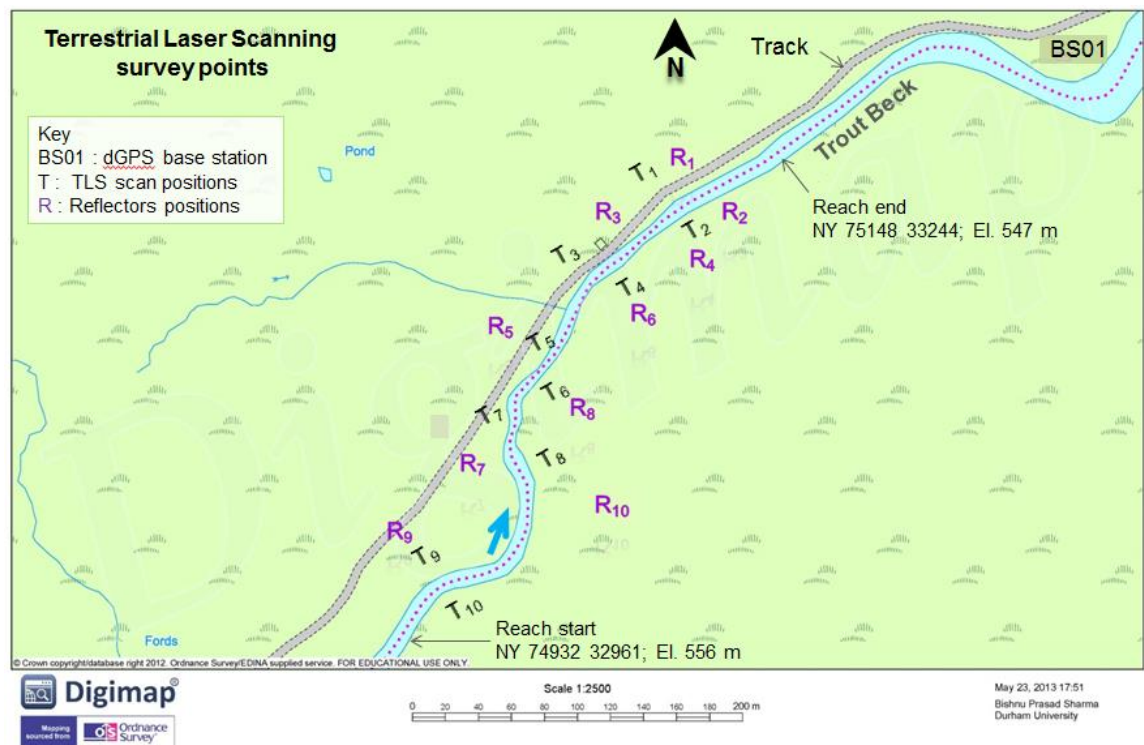 Terrestrial Laser Scanning
survey points
N
Track
BS01
Key
BS01 : dGPS base station
T : TLS scan positions
R : Reflectors positions
Pond
Trout Beck
T1
R1
R3
R2
T2
Reach end
NY 75148 33244; El. 547 m
T3
R4
T4
R6
R5
T5
T6
R8
T7
T8
R7
R10
R9
T9
T10
Reach start
NY 74932 32961; El. 556 m
Fords
© Crown copyright/database right 2012. Ordnance Survey/EDINA supplied service. FOR EDUCATIONAL USE ONLY.
Digimap®
Mapping
sourced from
OS Ordnance
Survey®
Scale 1:2500
0 20 40 60 80 100 120 140 160 180 200 m
May 23, 2013 17:51
Bishnu Prasad Sharma
Durham University
Digimap